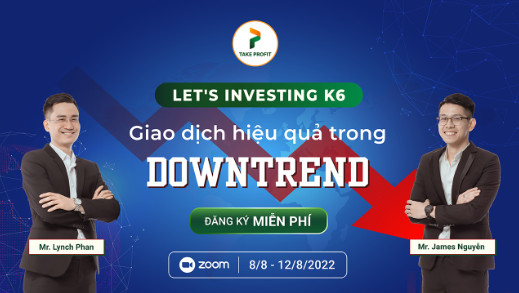 TAKE PROFIT
LET'S INVESTING K6
Giao dịch hiệu quả trong
DOWNTREND
ĐĂNG KÝ MIỄN PHÍ
Mr. Lynch Phan
Mr. James Nguyễn
zoom 8/8 - 12/8/2022